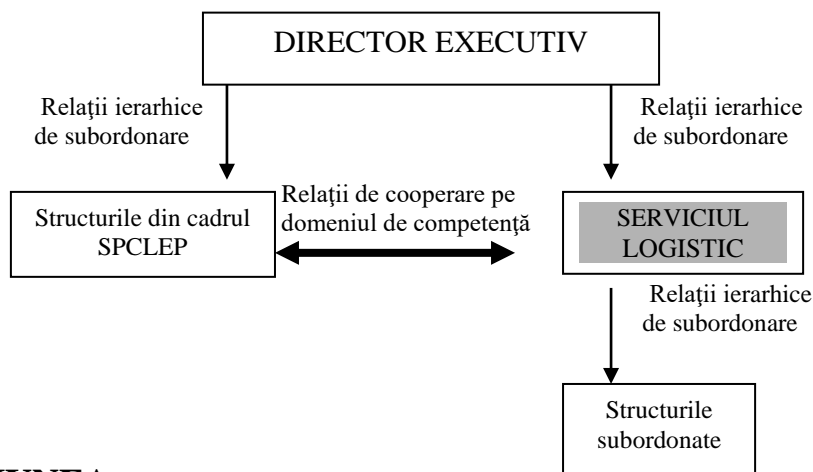 DIRECTOR EXECUTIV
Relaţii ierarhice
de subordonare
Relaţii ierarhice
de subordonare
Structurile din cadrul
SPCLEP
Relaţii de cooperare pe
domeniul de competenţă
SERVICIUL
LOGISTIC
Relaţii ierarhice
de subordonare
Structurile
subordonate